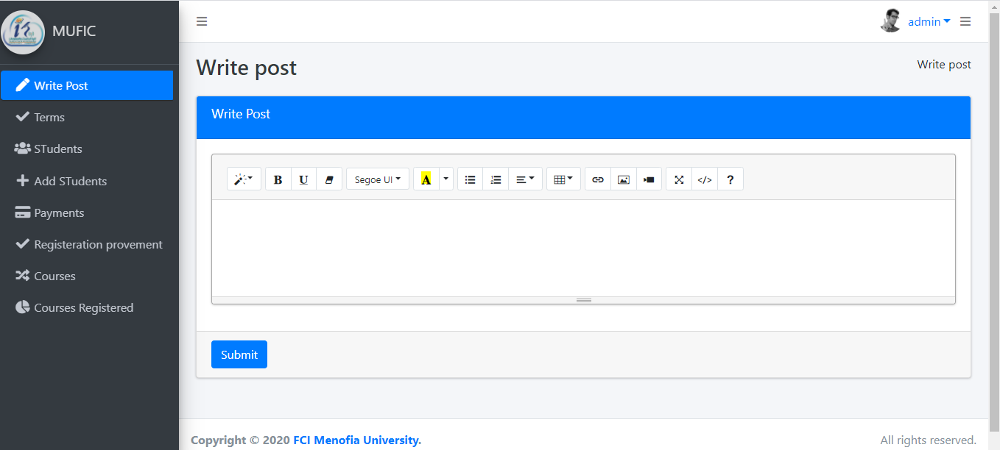 MUFIC
admin
Write Post
Terms
STudents
Add STudents
Payments
Registeration provement
Courses
Courses Registered
Write post
Write post
Write Post
B U Segoe UI A </> ?
Submit
Copyright © 2020 FCI Menofia University.
All rights reserved.